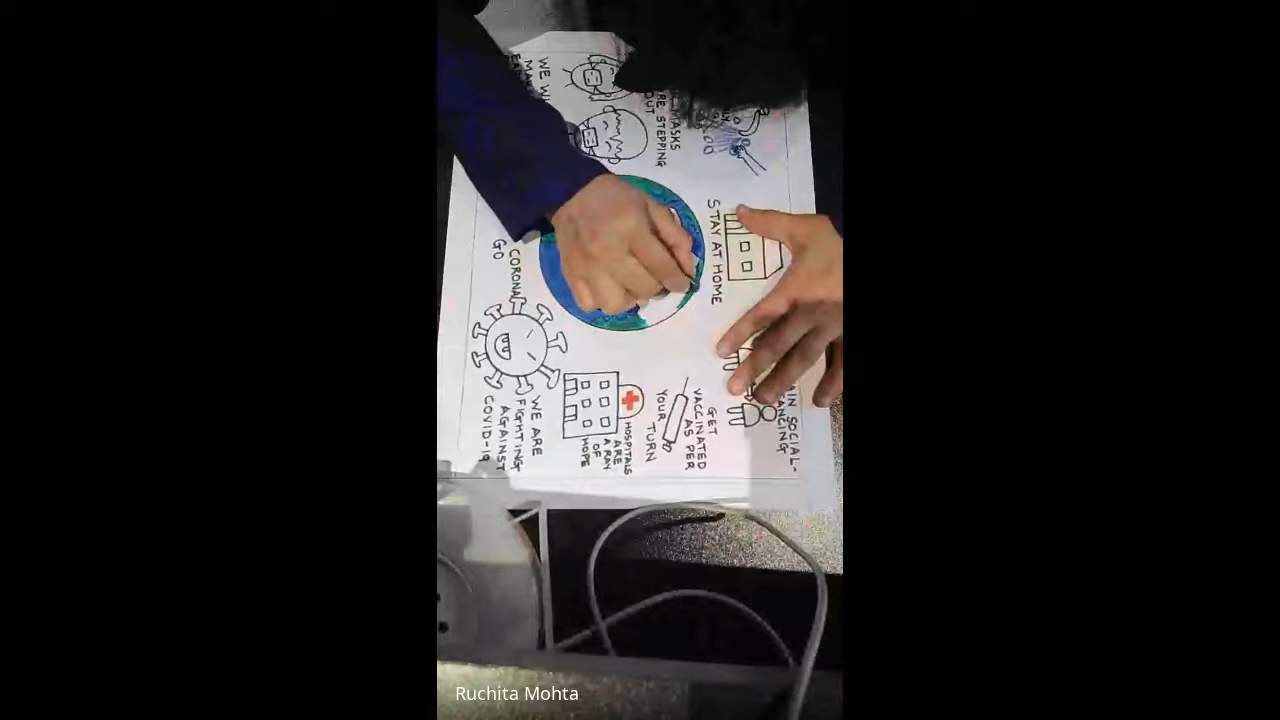 WE
MASKS
STEPPING
OUT
STAY AT HOME
CORONA
GO
SOCIAL-
GET
VACCINATED
AS PER
YOUR TURN
HOSPITALS
ARE
A RAY
OF
HOPE
WE ARE
FIGHTING
AGAINST
COVID-19
Ruchita Mohta